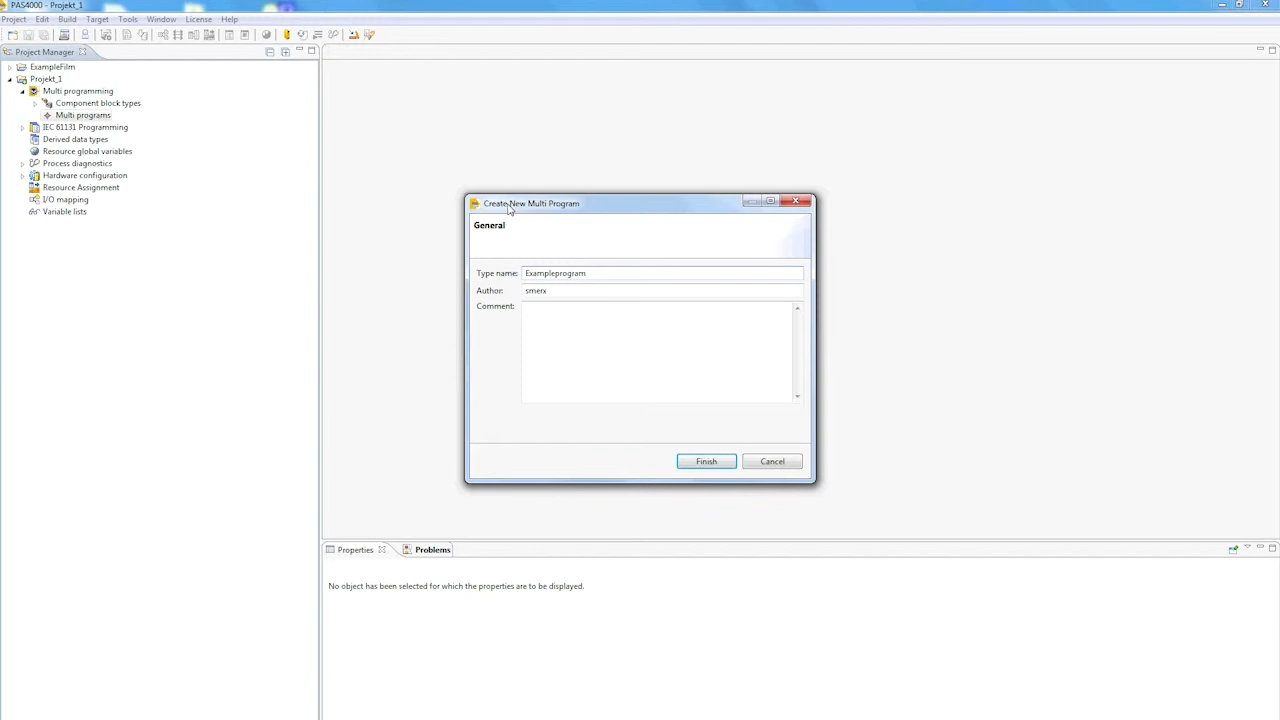 PAS4000 - Projekt_1
Project Edit Build Target Tools Window License Help
Project Manager
ExampleFilm
Projekt_1
Multi programming
Component block types
Multi programs
IEC 61131 Programming
Derived data types
Resource global variables
Process diagnostics
Hardware configuration
Resource Assignment
I/O mapping
Variable lists
Create New Multi Program
General
Type name: Exampleprogram
Author: smerx
Comment:
Finish Cancel
Properties Problems
No object has been selected for which the properties are to be displayed.